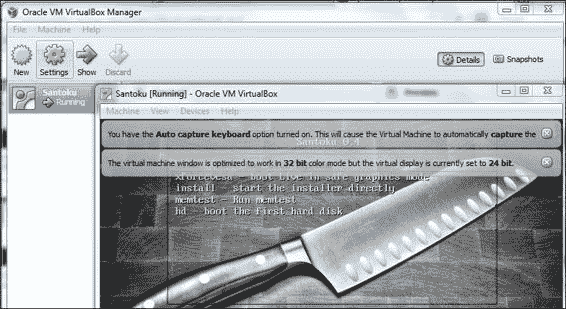 Oracle VM VirtualBox Manager
File Machine Help
New Settings Show Discard Details Snapshots
Santoku
Running
Santoku [Running] - Oracle VM VirtualBox
Machine View Devices Help
You have the Auto capture keyboard option turned on. This will cause the Virtual Machine to automatically capture the
Santoku 0.4
The virtual machine window is optimized to work in 32 bit color mode but the virtual display is currently set to 24 bit.
xforcevesa - boot Live in safe graphics mode
install - start the installer directly
memtest - Run memtest
hd - boot the first hard disk